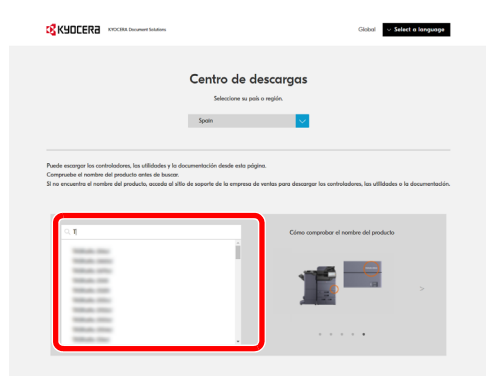 KYOCERA KYOCERA Document Solutions Global Select a language
Centro de descargas
Seleccione su país o región.
Spain
Puede escargar los controladores, las utilidades y la documentación desde esta página.
Compruebe el nombre del producto antes de buscar.
Si no encuentra el nombre del producto, acceda al sitio de soporte de la empresa de ventas para descargar los controladores, las utilidades o la documentación.
T
Cómo comprobar el nombre del producto